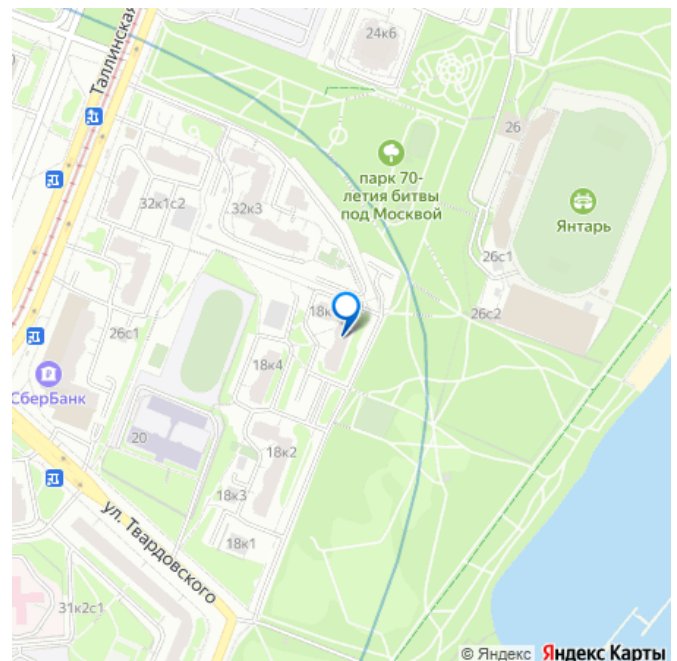 24к6
Таллинская
26
парк 70-
летия битвы
под Москвой
Янтарь
32к1с2
32к3
26с1
18к
26с2
26с1
18к4
СберБанк
20
18к2
18к3
ул. Твардовского
18к1
31к2с1
© Яндекс Яндекс Карты